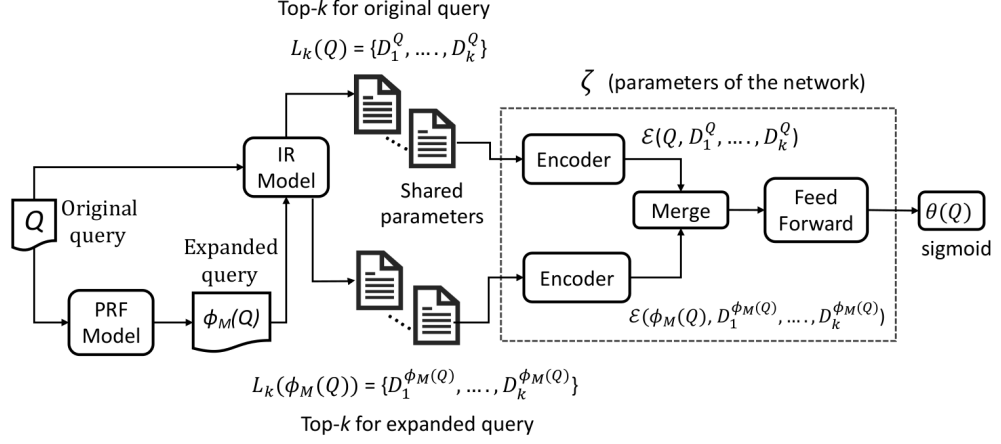 Top-k for original query
L_k(Q) = {D_1^Q, ...., D_k^Q}
ζ (parameters of the network)
IR
Model
Encoder
ℰ(Q, D_1^Q, ...., D_k^Q)
Shared
parameters
Merge
Feed
Forward
θ(Q)
sigmoid
Q
Original
query
Expanded
query
PRF
Model
ϕ_M(Q)
Encoder
ℰ(ϕ_M(Q), D_1^{ϕ_M(Q)}, ...., D_k^{ϕ_M(Q)})
L_k(ϕ_M(Q)) = {D_1^{ϕ_M(Q)}, ...., D_k^{ϕ_M(Q)}}
Top-k for expanded query